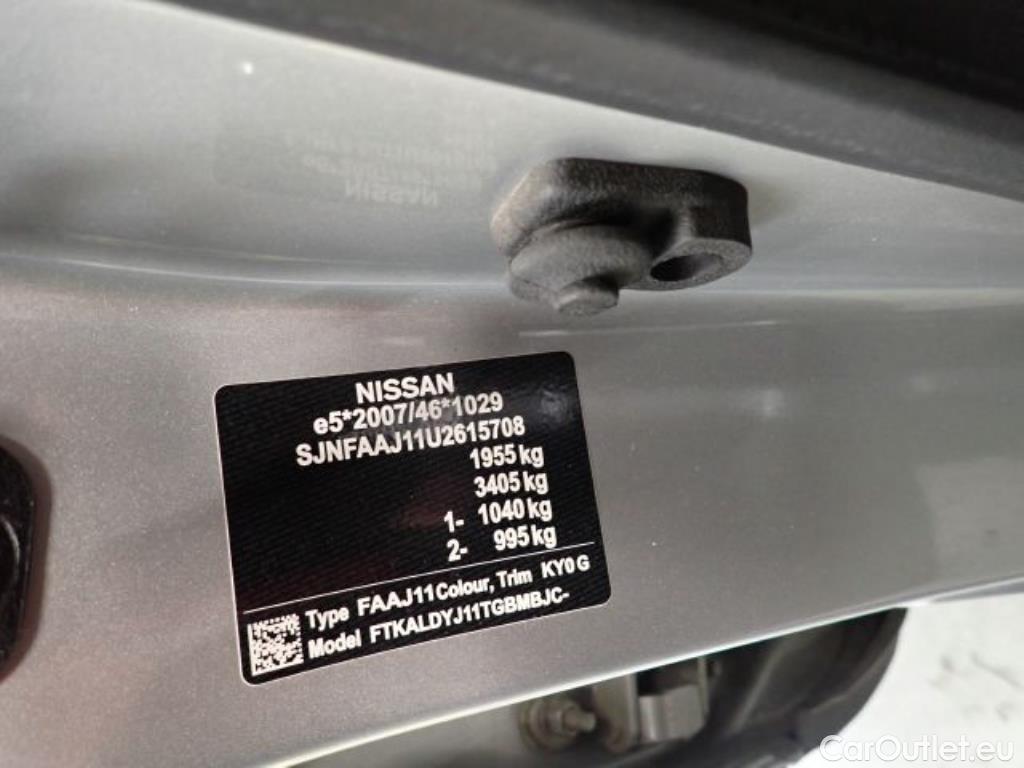 NISSAN
e5*2007/46*1029
SJNFAAJ11U2615708
1955 kg
3405 kg
1- 1040 kg
2- 995 kg
Type FAAJ11 Colour, Trim KY0 G
Model FTKALDYJ11TGBMBJC-
CarOutlet.eu